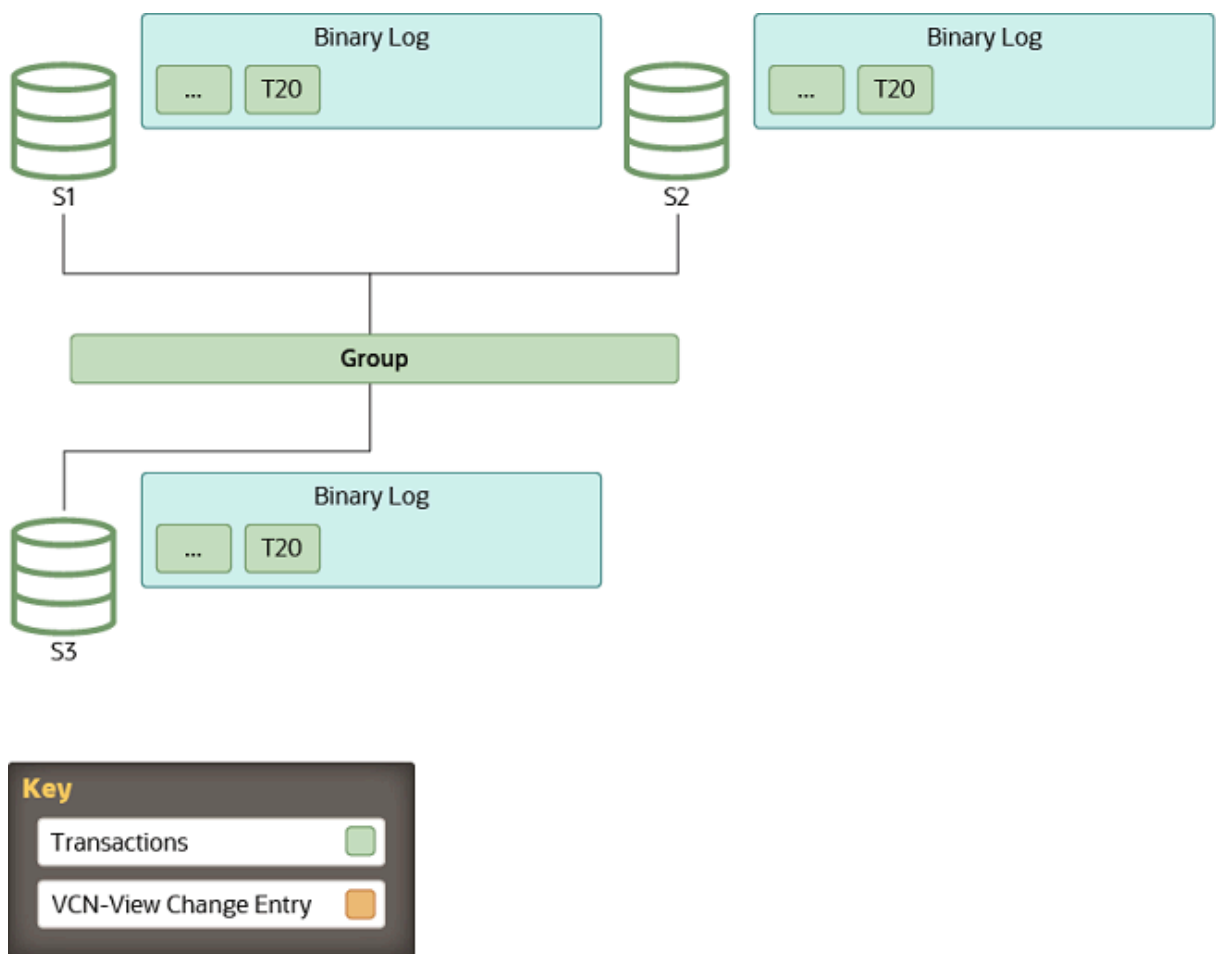 Binary Log
... T20
S1
Binary Log
... T20
S2
Group
Binary Log
... T20
S3
Key
Transactions
VCN-View Change Entry